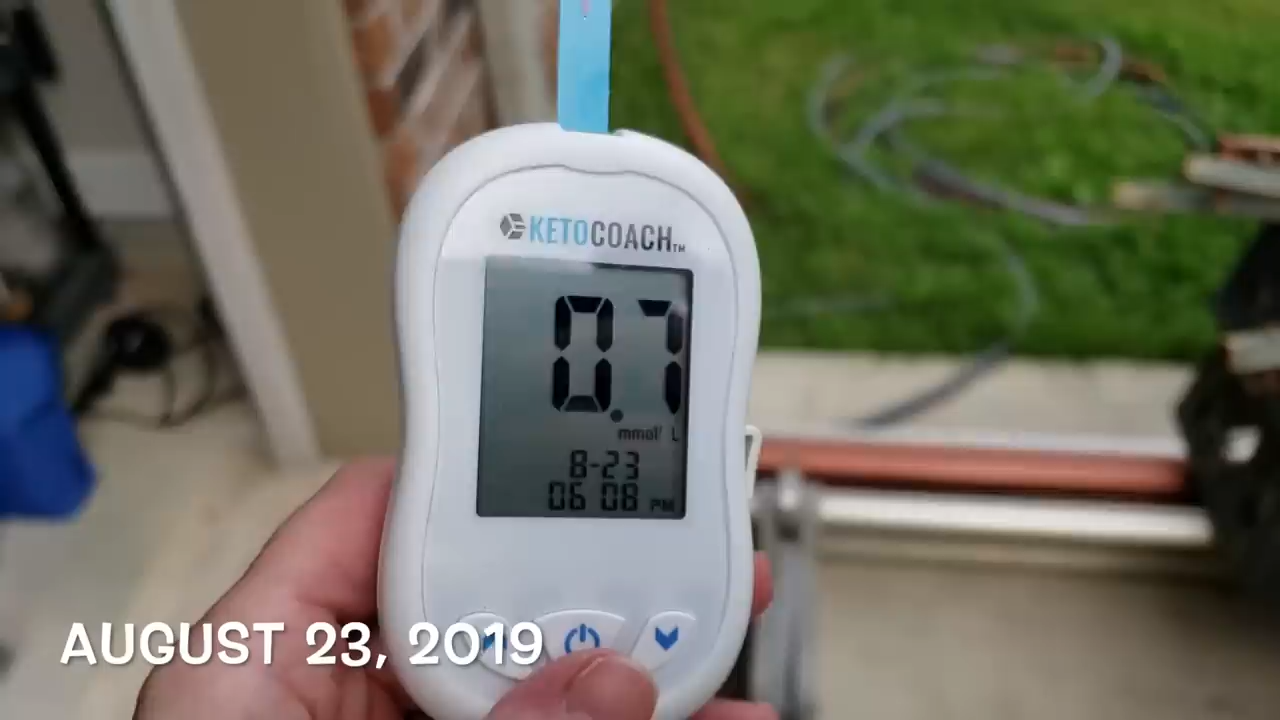 KETOCOACH™
0.7
mmol/L
8-23
06 08 PM
AUGUST 23, 2019